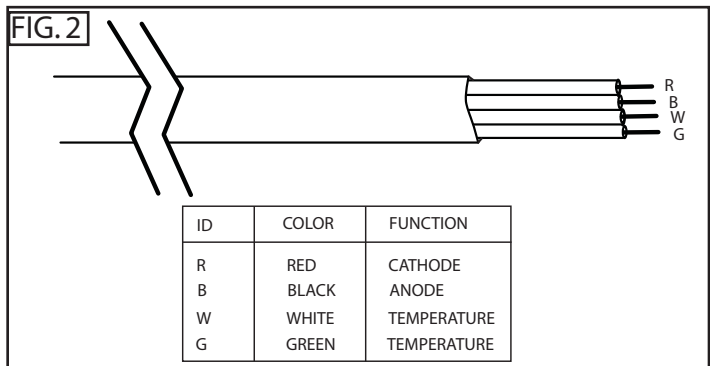 FIG. 2
R
B
W
G
ID COLOR FUNCTION
R RED CATHODE
B BLACK ANODE
W WHITE TEMPERATURE
G GREEN TEMPERATURE